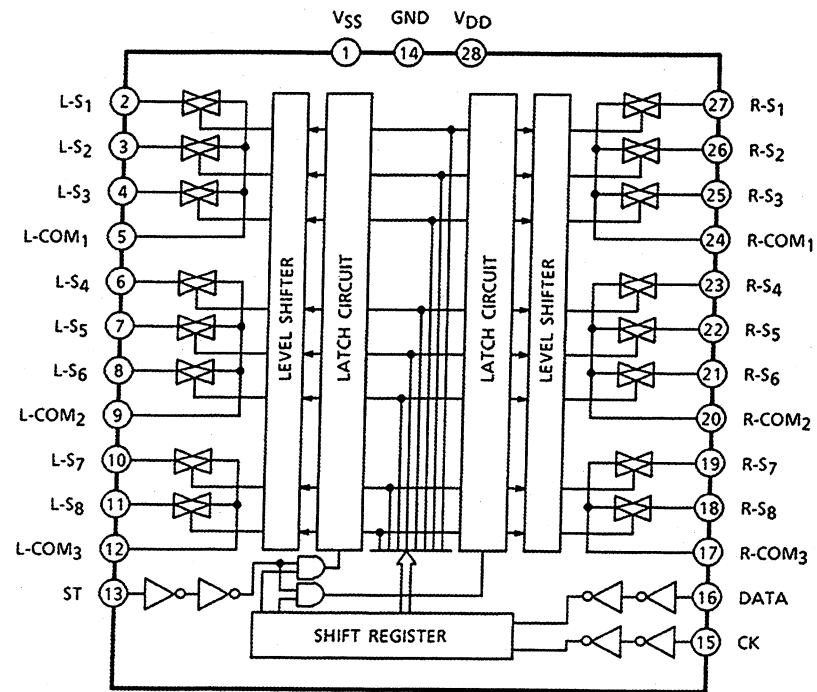 VSS GND VDD
1 14 28
L-S1 2 27 R-S1
L-S2 3 26 R-S2
L-S3 4 25 R-S3
L-COM1 5 24 R-COM1
L-S4 6 23 R-S4
L-S5 7 22 R-S5
L-S6 8 21 R-S6
L-COM2 9 20 R-COM2
L-S7 10 19 R-S7
L-S8 11 18 R-S8
L-COM3 12 17 R-COM3
LEVEL SHIFTER
LATCH CIRCUIT
LATCH CIRCUIT
LEVEL SHIFTER
ST 13 16 DATA
SHIFT REGISTER 15 CK